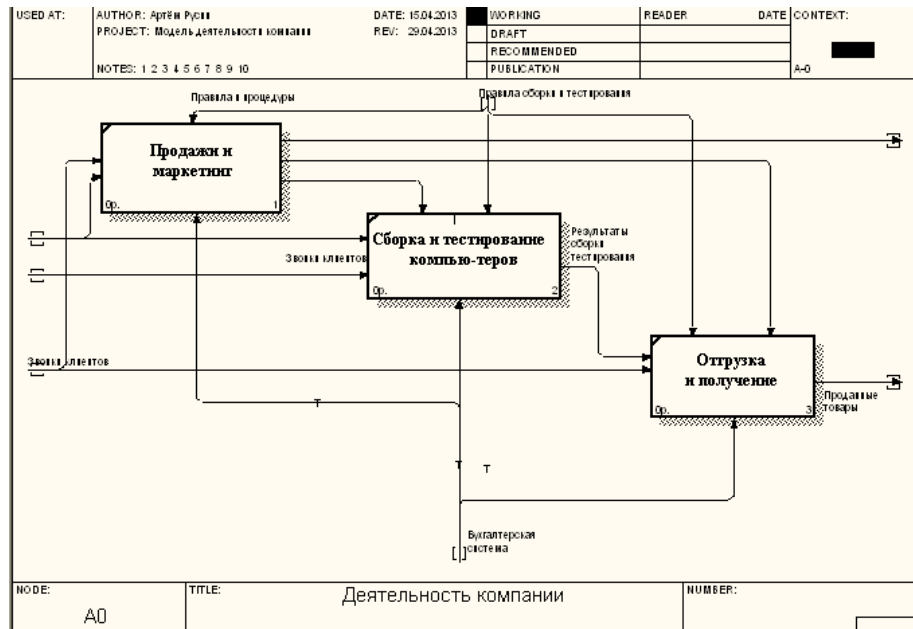 USED AT:
AUTHOR: Артём Русин
DATE: 15.04.2013
WORKING
READER
DATE
CONTEXT:
PROJECT: Модель деятельности компании
REV: 29.04.2013
DRAFT
RECOMMENDED
NOTES: 1 2 3 4 5 6 7 8 9 10
PUBLICATION
A-0
Правила и процедуры
Правила сборки и тестирования
Продажи и
маркетинг
0р.
1
Сборка и тестирование
компью-теров
0р.
2
Звонки клиентов
Результаты
сборки
тестирования
Звонки клиентов
Отгрузка
и получение
0р.
3
Проданные
товары
T
T
T
Бухгалтерская
система
NODE:
TITLE:
NUMBER:
A0
Деятельность компании